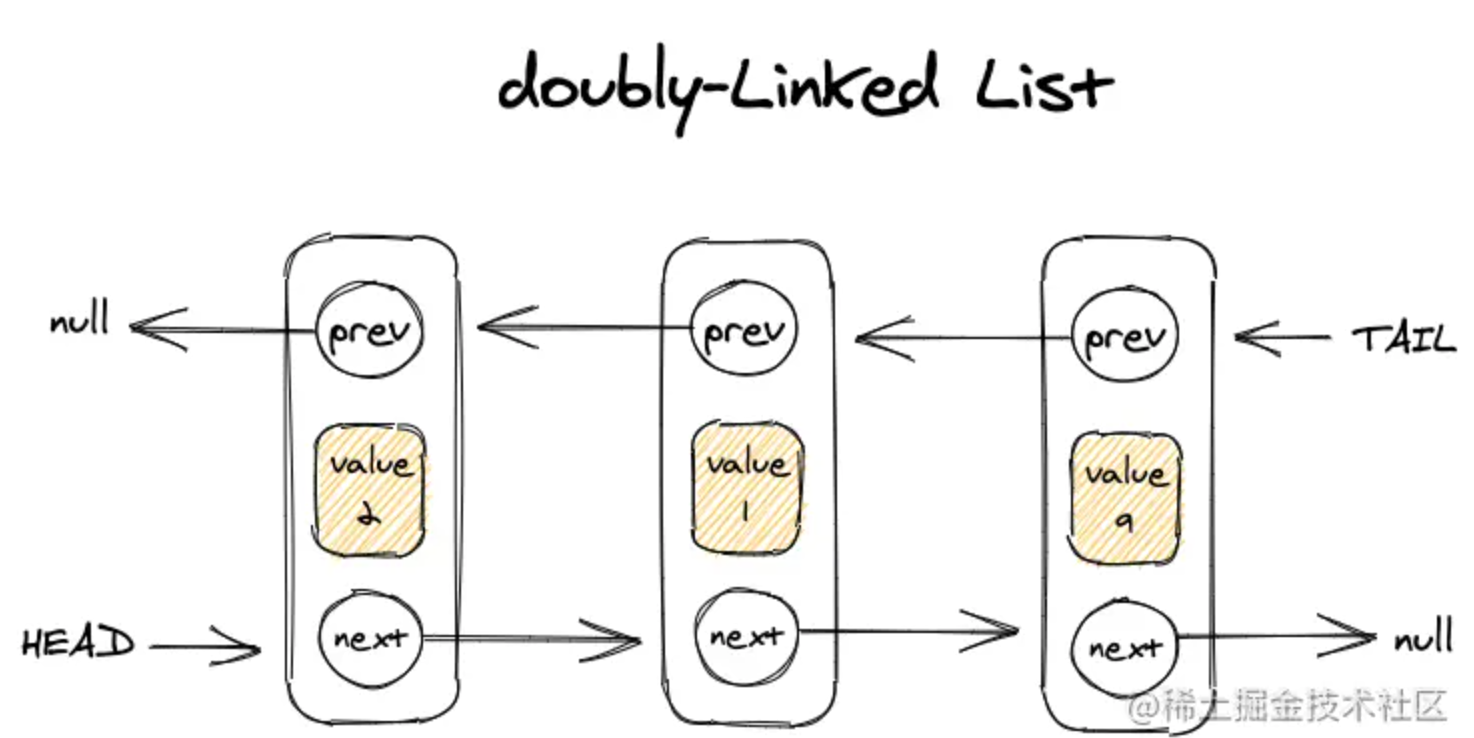 doubly-Linked List
null
prev
prev
prev
TAIL
value
2
value
1
value
9
HEAD
next
next
next
null
@稀土掘金技术社区